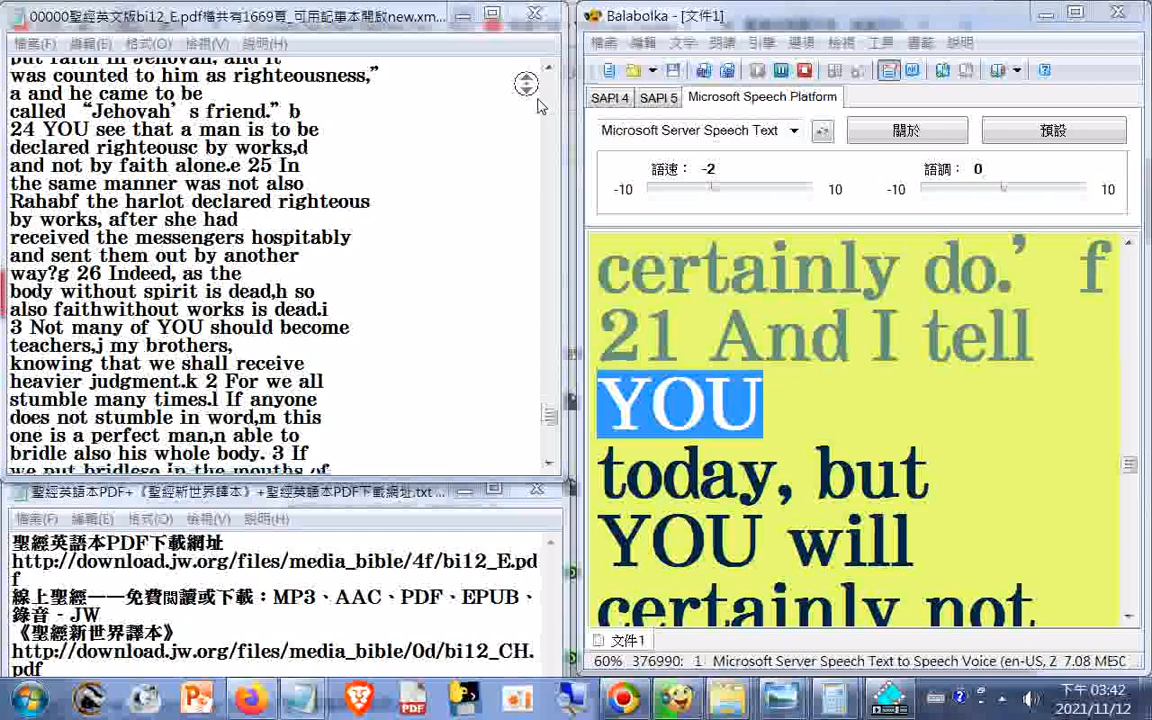 00000聖經英文版bi12_E.pdf檔共有1669頁_可用記事本開啟new.xm...
檔案(F) 編輯(E) 格式(O) 檢視(V) 說明(H)
put faith in Jehovah, and it
was counted to him as righteousness,”
a and he came to be
called “Jehovah’s friend.” b
24 YOU see that a man is to be
declared righteousc by works,d
and not by faith alone.e 25 In
the same manner was not also
Rahabf the harlot declared righteous
by works, after she had
received the messengers hospitably
and sent them out by another
way?g 26 Indeed, as the
body without spirit is dead,h so
also faithwithout works is dead.i
3 Not many of YOU should become
teachers,j my brothers,
knowing that we shall receive
heavier judgment.k 2 For we all
stumble many times.l If anyone
does not stumble in word,m this
one is a perfect man,n able to
bridle also his whole body. 3 If
we put bridleso in the mouths of
聖經英語本PDF+《聖經新世界譯本》+聖經英語本PDF下載網址.txt ...
檔案(F) 編輯(E) 格式(O) 檢視(V) 說明(H)
聖經英語本PDF下載網址
http://download.jw.org/files/media_bible/4f/bi12_E.pd
f
線上聖經——免費閱讀或下載：MP3、AAC、PDF、EPUB、
錄音 - JW
《聖經新世界譯本》
http://download.jw.org/files/media_bible/0d/bi12_CH.
pdf
Balabolka - [文件1]
檔案 編輯 文字 閱讀 引擎 選項 檢視 工具 書籤 說明
SAPI 4 SAPI 5 Microsoft Speech Platform
Microsoft Server Speech Text 關於 預設
語速： -2 語調： 0
-10 10 -10 10
certainly do.’ f
21 And I tell
YOU
today, but
YOU will
certainly not
文件1
60% 376990: 1 Microsoft Server Speech Text to Speech Voice (en-US, Z 7.08 МБ
下午 03:42
2021/11/12